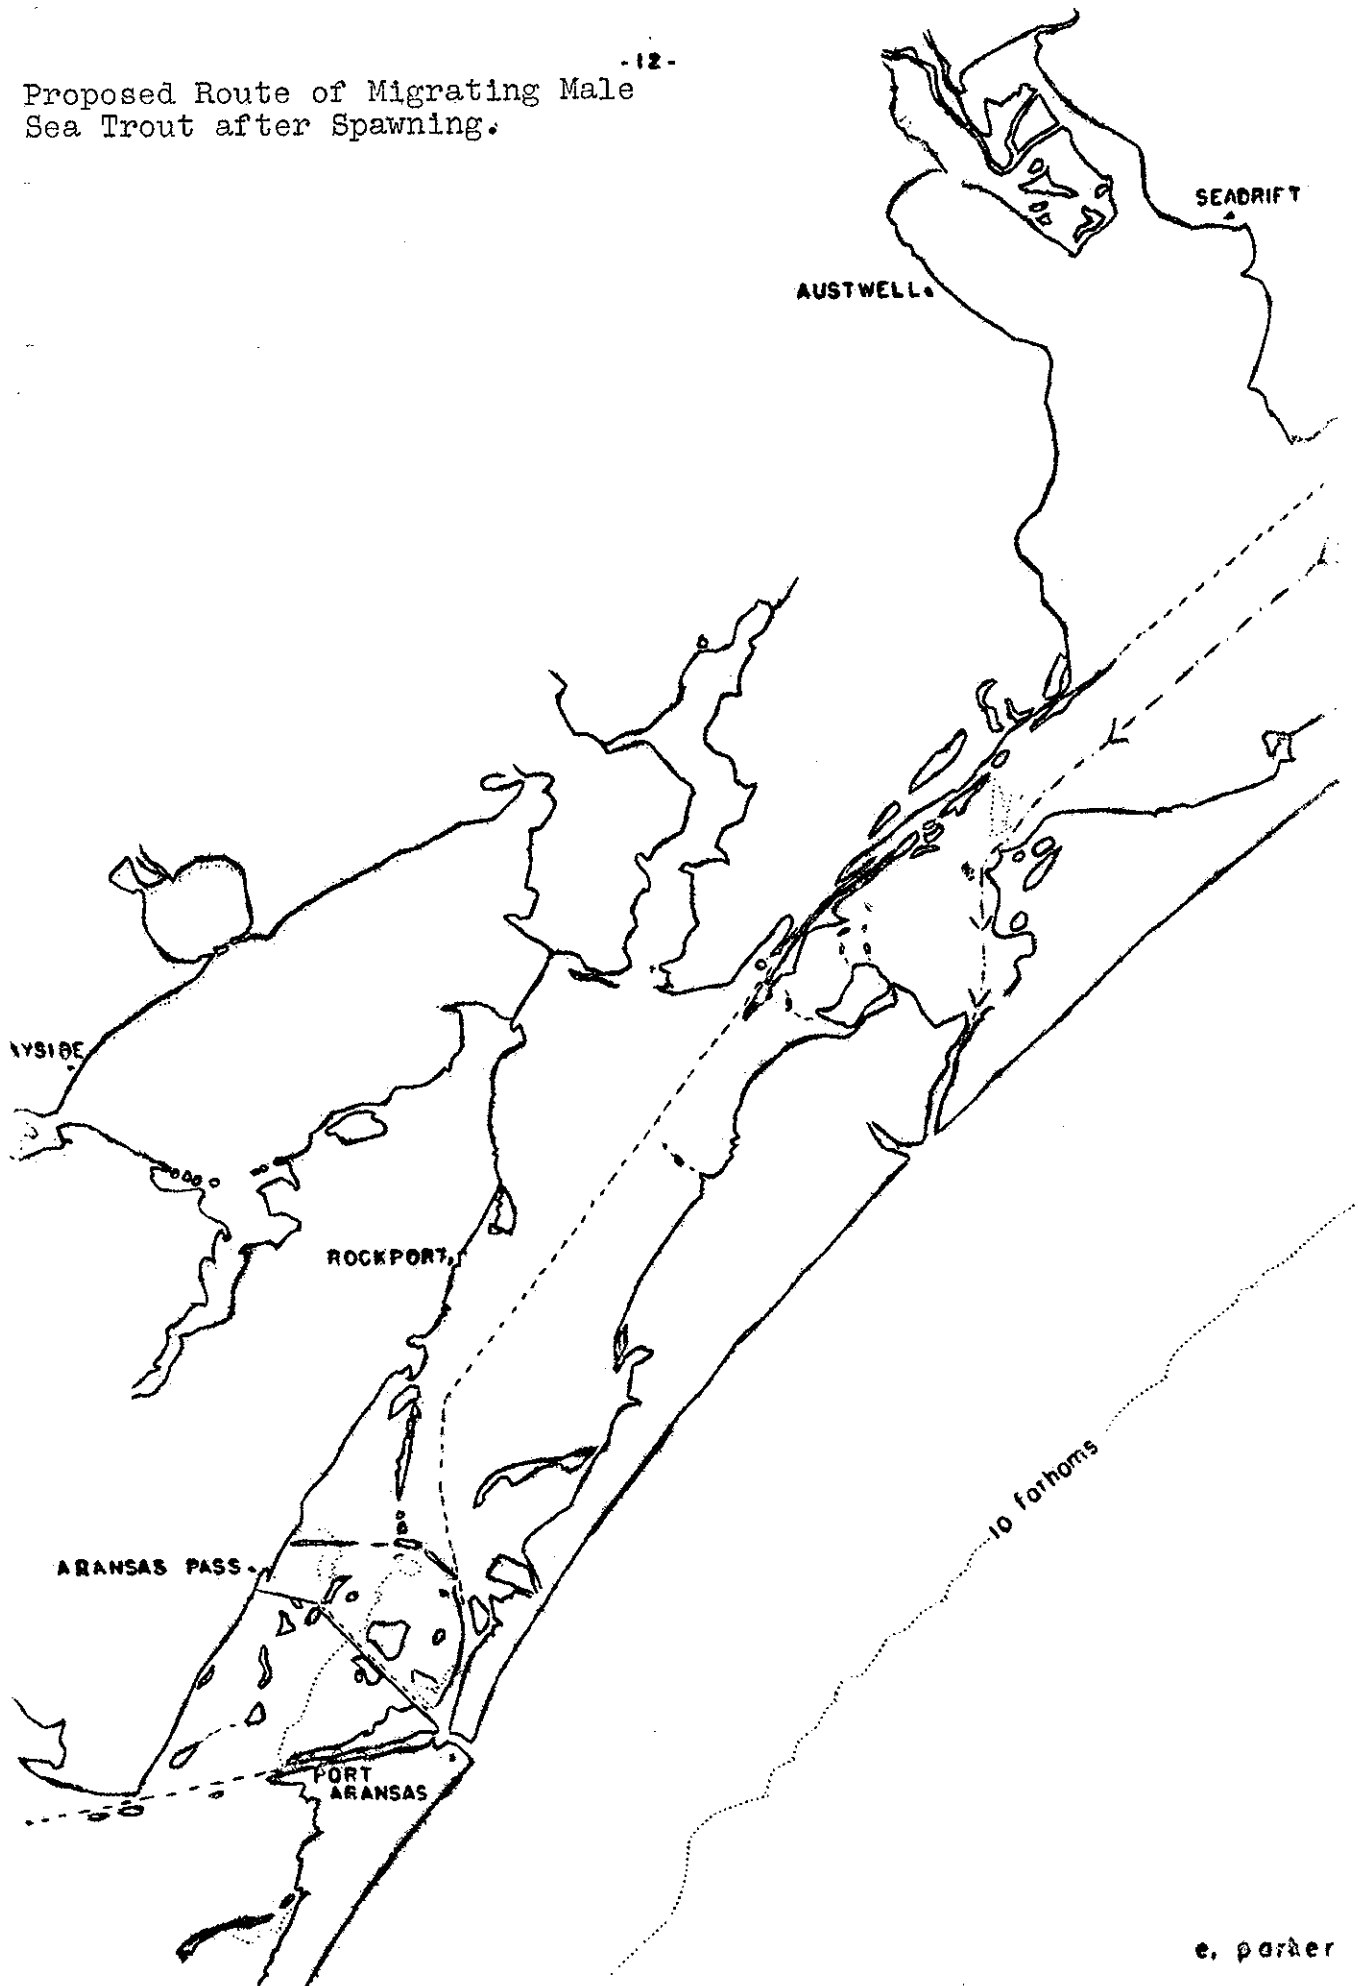 -12-
Proposed Route of Migrating Male
Sea Trout after Spawning.
SEADRIFT
AUSTWELL
AYSIDE
ROCKPORT
10 fathoms
ARANSAS PASS
PORT
ARANSAS
e. parker